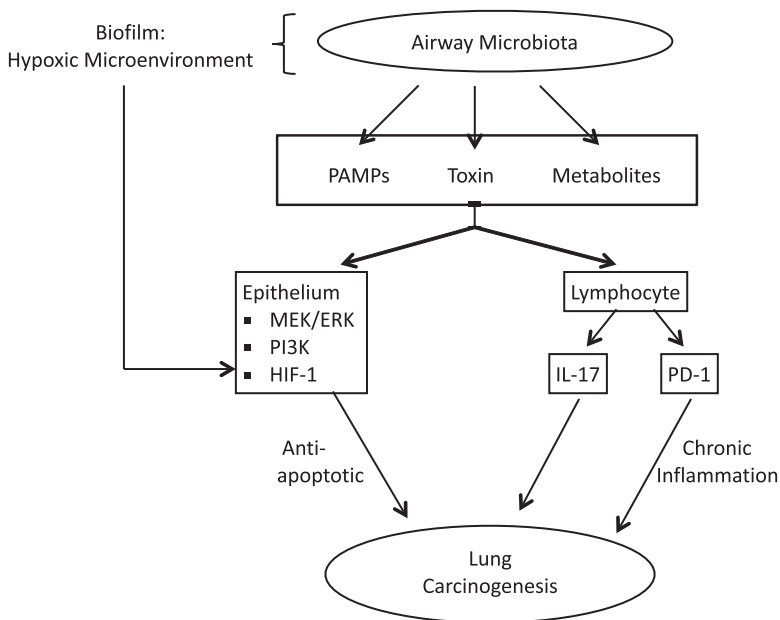 Biofilm:
Hypoxic Microenvironment
Airway Microbiota
PAMPs Toxin Metabolites
Epithelium
▪ MEK/ERK
▪ PI3K
▪ HIF-1
Lymphocyte
IL-17
PD-1
Anti-
apoptotic
Chronic
Inflammation
Lung
Carcinogenesis